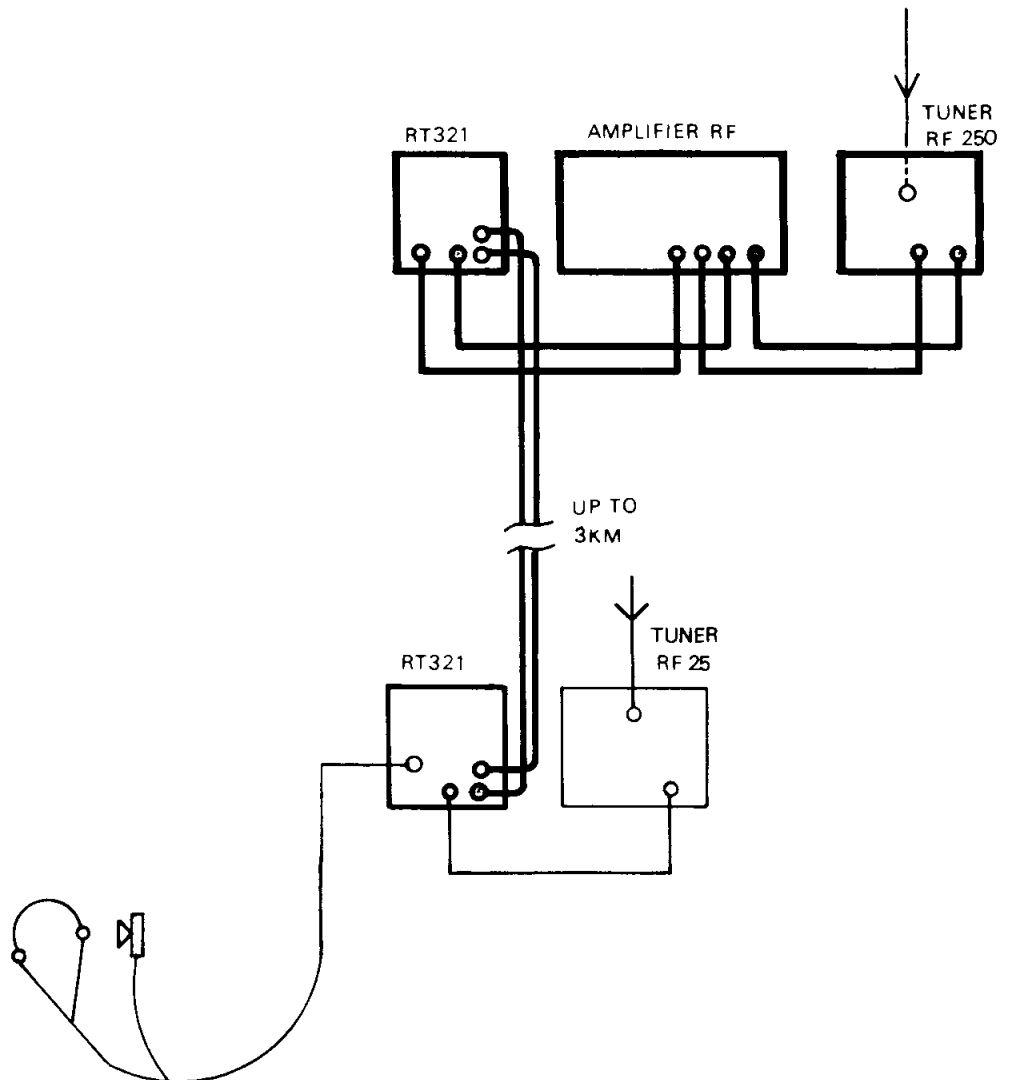 TUNER
RF 250
RT321
AMPLIFIER RF
UP TO
3KM
TUNER
RF 25
RT321